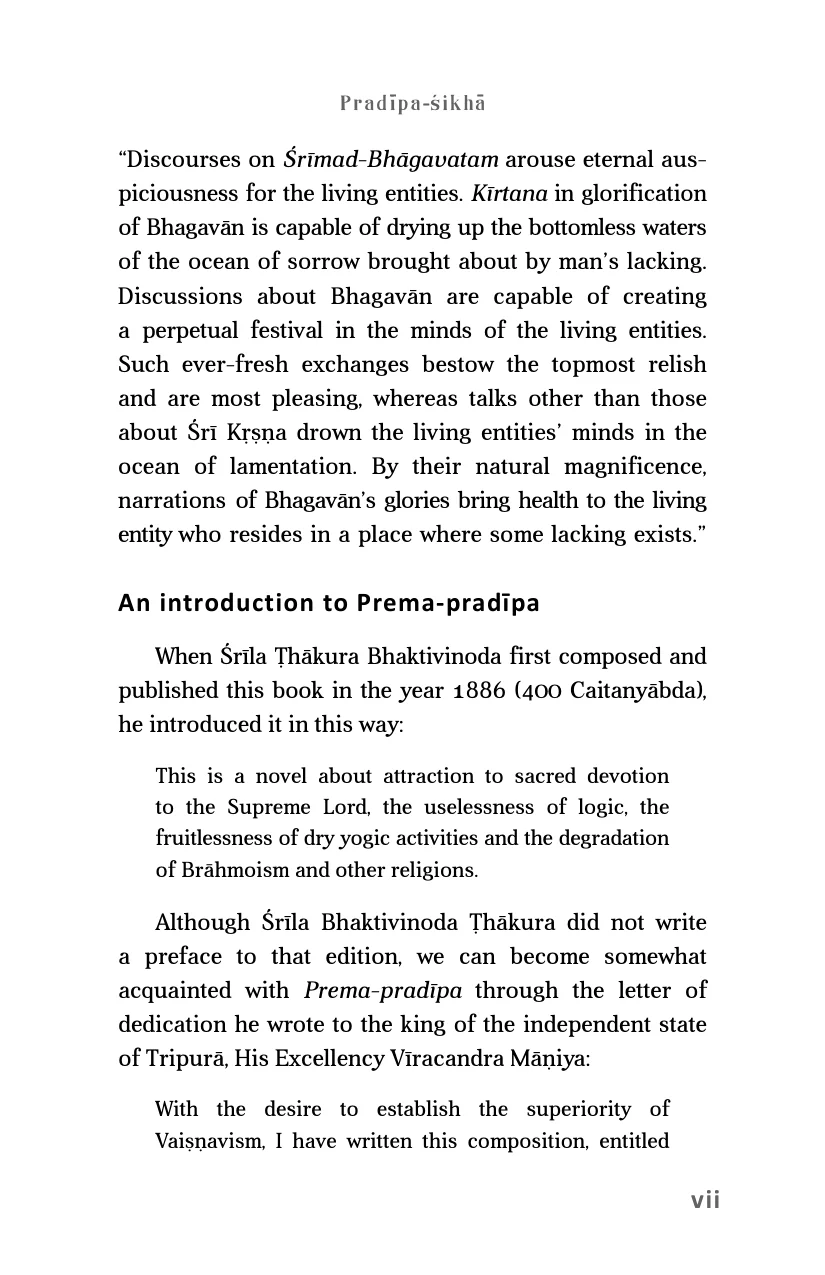 Pradīpa-śikhā
“Discourses on Śrīmad-Bhāgavatam arouse eternal aus-
piciousness for the living entities. Kīrtana in glorification
of Bhagavān is capable of drying up the bottomless waters
of the ocean of sorrow brought about by man’s lacking.
Discussions about Bhagavān are capable of creating
a perpetual festival in the minds of the living entities.
Such ever-fresh exchanges bestow the topmost relish
and are most pleasing, whereas talks other than those
about Śrī Kṛṣṇa drown the living entities’ minds in the
ocean of lamentation. By their natural magnificence,
narrations of Bhagavān’s glories bring health to the living
entity who resides in a place where some lacking exists.”
An introduction to Prema-pradīpa
When Śrīla Ṭhākura Bhaktivinoda first composed and
published this book in the year 1886 (400 Caitanyābda),
he introduced it in this way:
This is a novel about attraction to sacred devotion
to the Supreme Lord, the uselessness of logic, the
fruitlessness of dry yogic activities and the degradation
of Brāhmoism and other religions.
Although Śrīla Bhaktivinoda Ṭhākura did not write
a preface to that edition, we can become somewhat
acquainted with Prema-pradīpa through the letter of
dedication he wrote to the king of the independent state
of Tripurā, His Excellency Vīracandra Māṇiya:
With the desire to establish the superiority of
Vaiṣṇavism, I have written this composition, entitled
vii